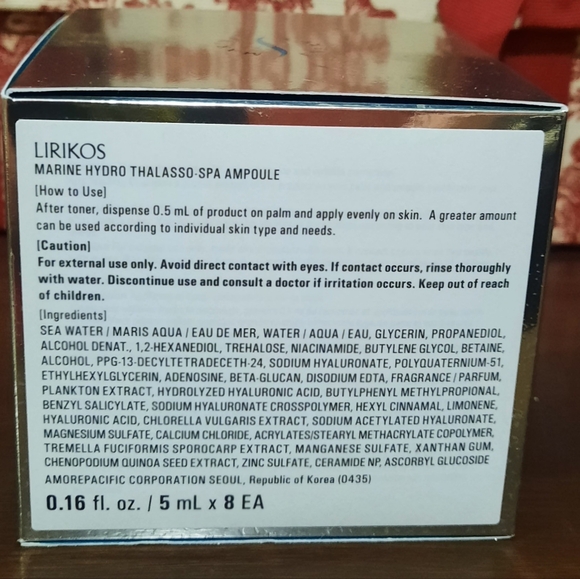 LIRIKOS
MARINE HYDRO THALASSO-SPA AMPOULE
[How to Use]
After toner, dispense 0.5 mL of product on palm and apply evenly on skin. A greater amount
can be used according to individual skin type and needs.
[Caution]
For external use only. Avoid direct contact with eyes. If contact occurs, rinse thoroughly
with water. Discontinue use and consult a doctor if irritation occurs. Keep out of reach
of children.
[Ingredients]
SEA WATER / MARIS AQUA / EAU DE MER, WATER / AQUA / EAU, GLYCERIN, PROPANEDIOL,
ALCOHOL DENAT., 1,2-HEXANEDIOL, TREHALOSE, NIACINAMIDE, BUTYLENE GLYCOL, BETAINE,
ALCOHOL, PPG-13-DECYLTETRADECETH-24, SODIUM HYALURONATE, POLYQUATERNIUM-51,
ETHYLHEXYLGLYCERIN, ADENOSINE, BETA-GLUCAN, DISODIUM EDTA, FRAGRANCE / PARFUM,
PLANKTON EXTRACT, HYDROLYZED HYALURONIC ACID, BUTYLPHENYL METHYLPROPIONAL,
BENZYL SALICYLATE, SODIUM HYALURONATE CROSSPOLYMER, HEXYL CINNAMAL, LIMONENE,
HYALURONIC ACID, CHLORELLA VULGARIS EXTRACT, SODIUM ACETYLATED HYALURONATE,
MAGNESIUM SULFATE, CALCIUM CHLORIDE, ACRYLATES/STEARYL METHACRYLATE COPOLYMER,
TREMELLA FUCIFORMIS SPOROCARP EXTRACT, MANGANESE SULFATE, XANTHAN GUM,
CHENOPODIUM QUINOA SEED EXTRACT, ZINC SULFATE, CERAMIDE NP, ASCORBYL GLUCOSIDE
AMOREPACIFIC CORPORATION SEOUL, Republic of Korea (0435)
0.16 fl. oz. / 5 mL x 8 EA